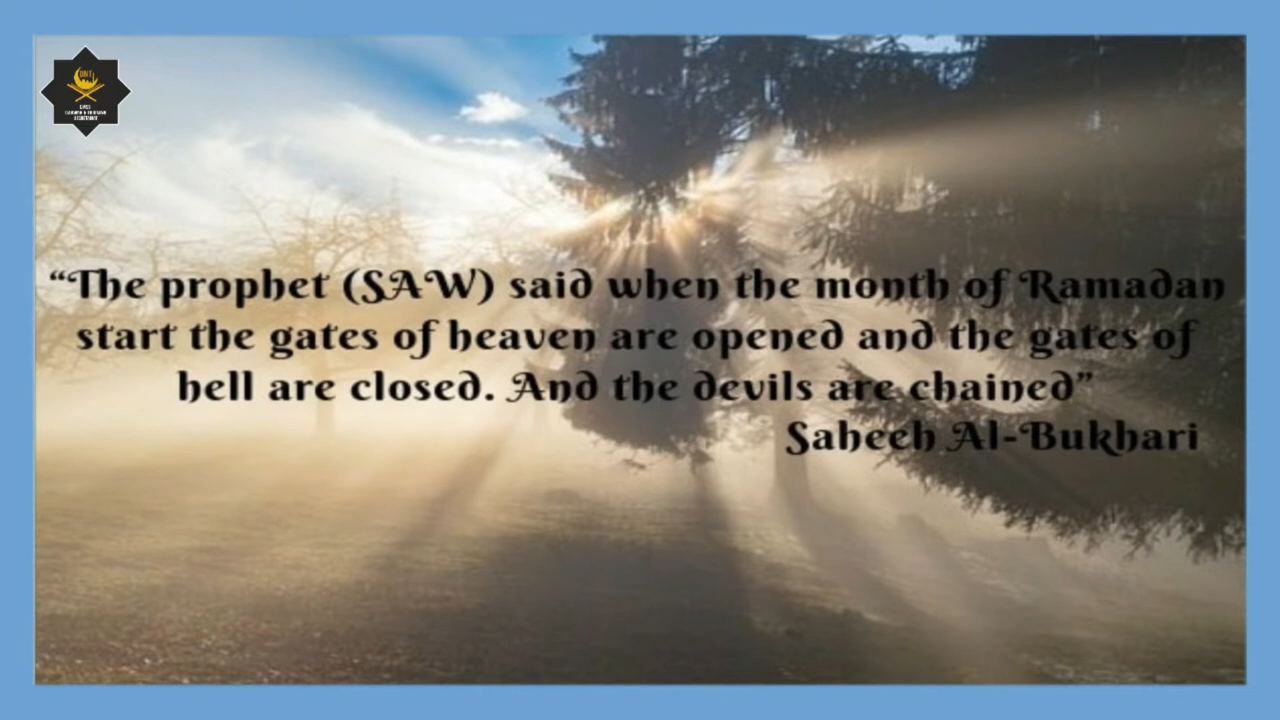 “The prophet (SAW) said when the month of Ramadan
start the gates of heaven are opened and the gates of
hell are closed. And the devils are chained”
Saheeh Al-Bukhari